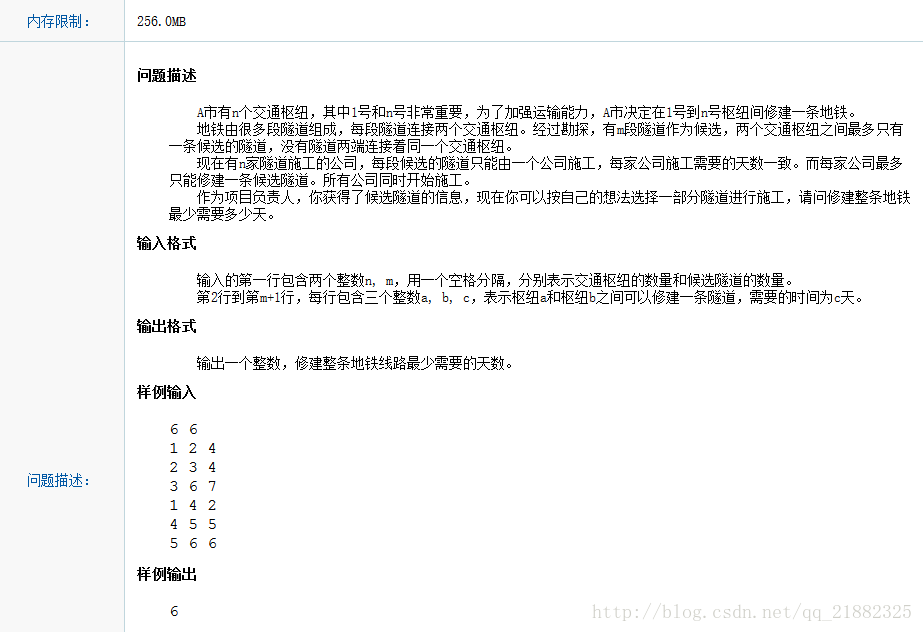 内存限制：
256.0MB
问题描述：
问题描述
A市有n个交通枢纽，其中1号和n号非常重要，为了加强运输能力，A市决定在1号到n号枢纽间修建一条地铁。
地铁由很多段隧道组成，每段隧道连接两个交通枢纽。经过勘探，有m段隧道作为候选，两个交通枢纽之间最多只有
一条候选的隧道，没有隧道两端连接着同一个交通枢纽。
现在有n家隧道施工的公司，每段候选的隧道只能由一个公司施工，每家公司施工需要的天数一致。而每家公司最多
只能修建一条候选隧道。所有公司同时开始施工。
作为项目负责人，你获得了候选隧道的信息，现在你可以按自己的想法选择一部分隧道进行施工，请问修建整条地铁
最少需要多少天。
输入格式
输入的第一行包含两个整数n, m，用一个空格分隔，分别表示交通枢纽的数量和候选隧道的数量。
第2行到第m+1行，每行包含三个整数a, b, c，表示枢纽a和枢纽b之间可以修建一条隧道，需要的时间为c天。
输出格式
输出一个整数，修建整条地铁线路最少需要的天数。
样例输入
6 6
1 2 4
2 3 4
3 6 7
1 4 2
4 5 5
5 6 6
样例输出
6
http://blog.csdn.net/qq_21882325